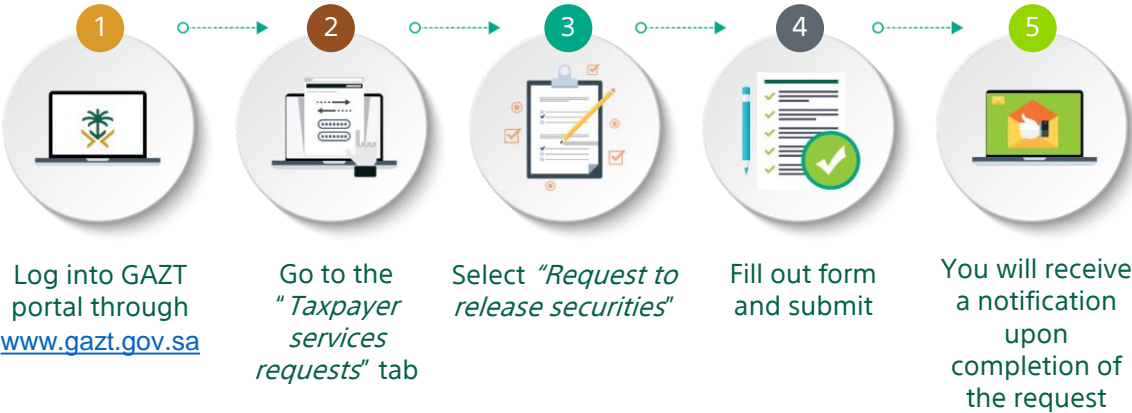 1
2
3
4
5
Log into GAZT
portal through
www.gazt.gov.sa
Go to the
“Taxpayer
services
requests” tab
Select “Request to
release securities”
Fill out form
and submit
You will receive
a notification
upon
completion of
the request